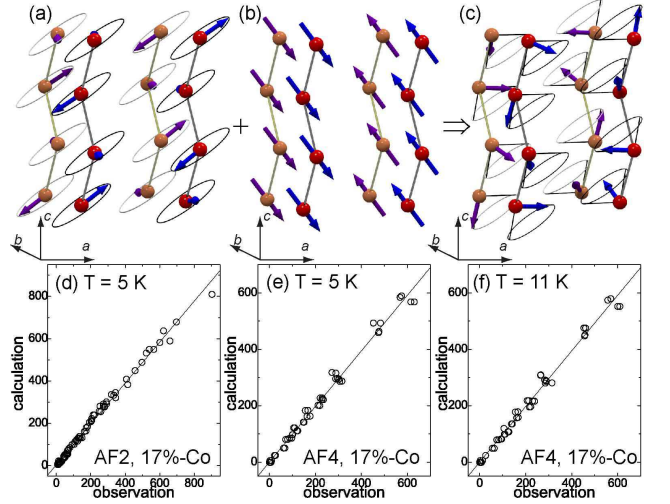 (a) (b) (c)
+ ⇒
c b a
c b a
c b a
(d) T = 5 K
calculation
800
600
400
200
0
0 200 400 600 800
observation
AF2, 17%-Co
(e) T = 5 K
calculation
600
400
200
0
0 200 400 600
observation
AF4, 17%-Co
(f) T = 11 K
calculation
600
400
200
0
0 200 400 600
observation
AF4, 17%-Co